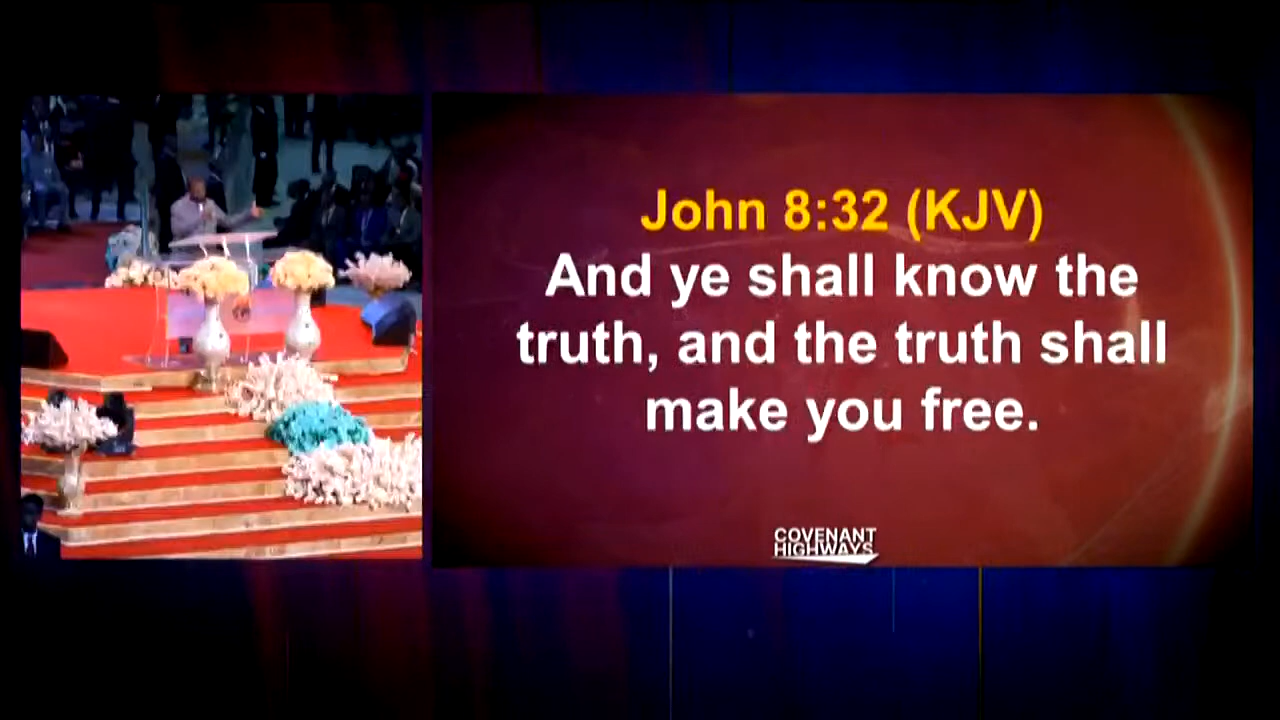 John 8:32 (KJV)
And ye shall know the
truth, and the truth shall
make you free.
COVENANT
HIGHWAYS